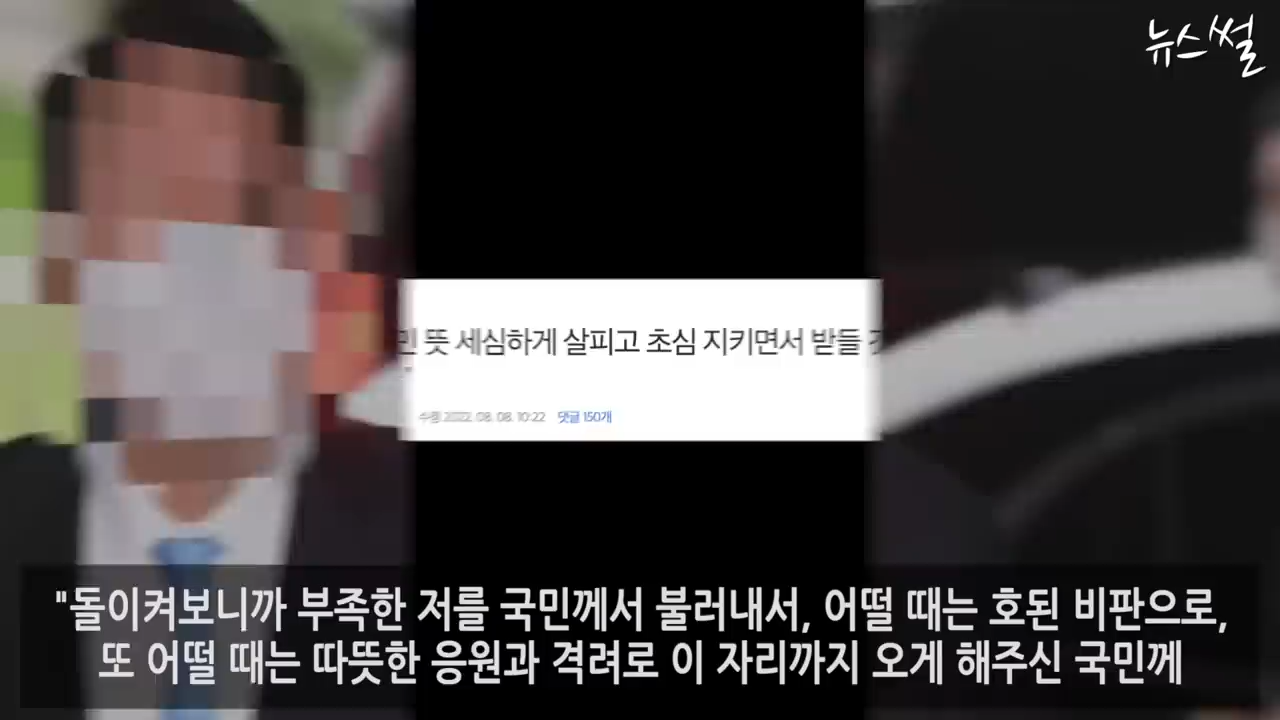 뉴스썰
뜻 세심하게 살피고 초심 지키면서 받들
수정 2022. 08. 08. 10:22 댓글 150개
"돌이켜보니까 부족한 저를 국민께서 불러내서, 어떨 때는 호된 비판으로,
또 어떨 때는 따뜻한 응원과 격려로 이 자리까지 오게 해주신 국민께